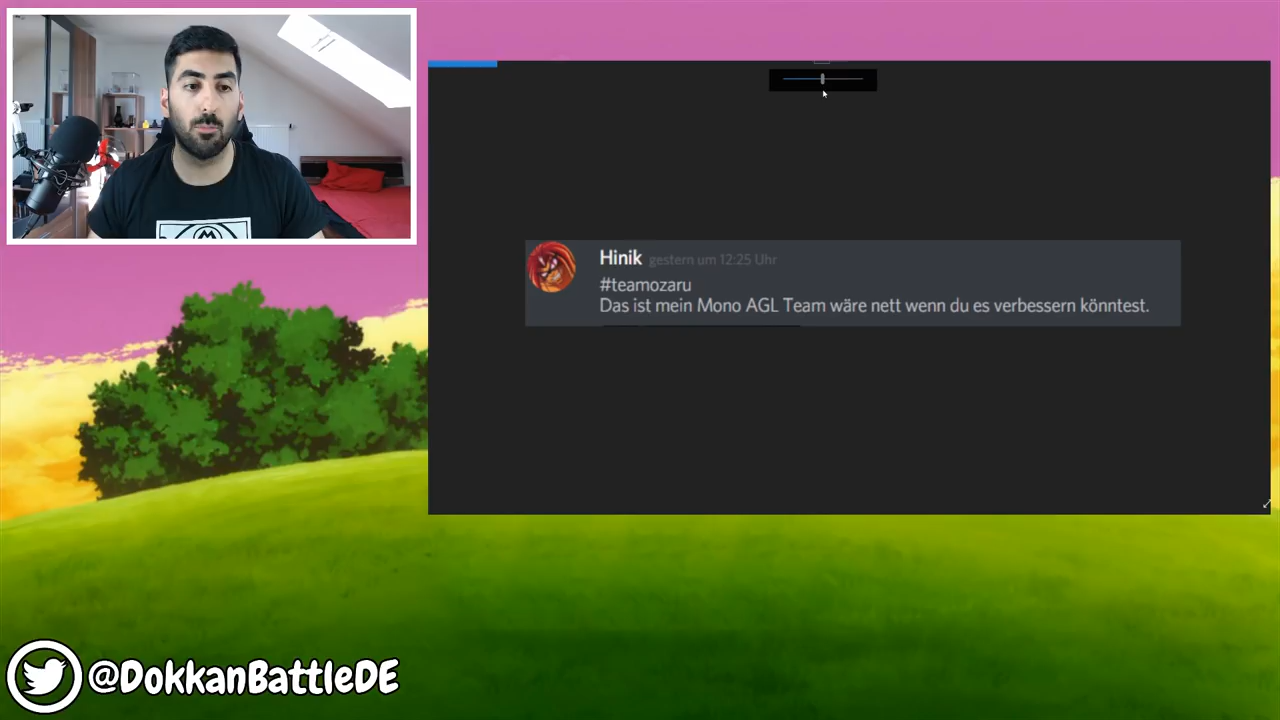 Hinik gestern um 12:25 Uhr
#teamozaru
Das ist mein Mono AGL Team wäre nett wenn du es verbessern könntest.
@DokkanBattleDE